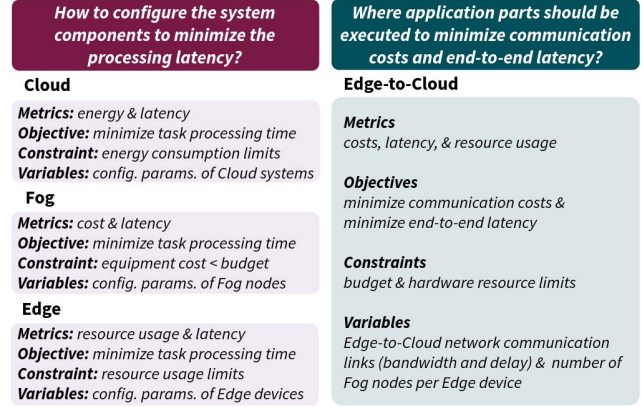 How to configure the system
components to minimize the
processing latency?
Cloud
Metrics: energy & latency
Objective: minimize task processing time
Constraint: energy consumption limits
Variables: config. params. of Cloud systems
Fog
Metrics: cost & latency
Objective: minimize task processing time
Constraint: equipment cost < budget
Variables: config. params. of Fog nodes
Edge
Metrics: resource usage & latency
Objective: minimize task processing time
Constraint: resource usage limits
Variables: config. params. of Edge devices
Where application parts should be
executed to minimize communication
costs and end-to-end latency?
Edge-to-Cloud
Metrics
costs, latency, & resource usage
Objectives
minimize communication costs &
minimize end-to-end latency
Constraints
budget & hardware resource limits
Variables
Edge-to-Cloud network communication
links (bandwidth and delay) & number of
Fog nodes per Edge device